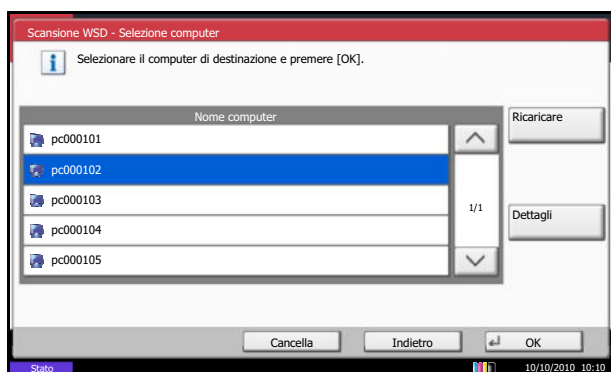 Scansione WSD - Selezione computer
Selezionare il computer di destinazione e premere [OK].
Nome computer
Ricaricare
pc000101
pc000102
pc000103
1/1
Dettagli
pc000104
pc000105
Cancella
Indietro
OK
Stato
10/10/2010 10:10